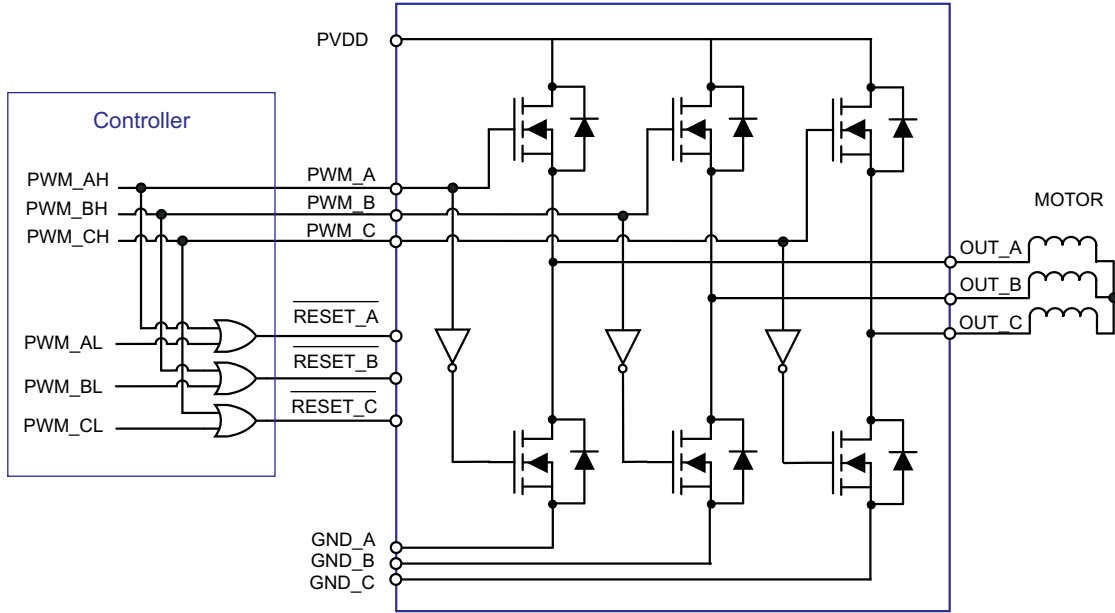 PVDD
Controller
PWM_AH
PWM_BH
PWM_CH
PWM_AL
PWM_BL
PWM_CL
PWM_A
PWM_B
PWM_C
RESET_A
RESET_B
RESET_C
GND_A
GND_B
GND_C
MOTOR
OUT_A
OUT_B
OUT_C